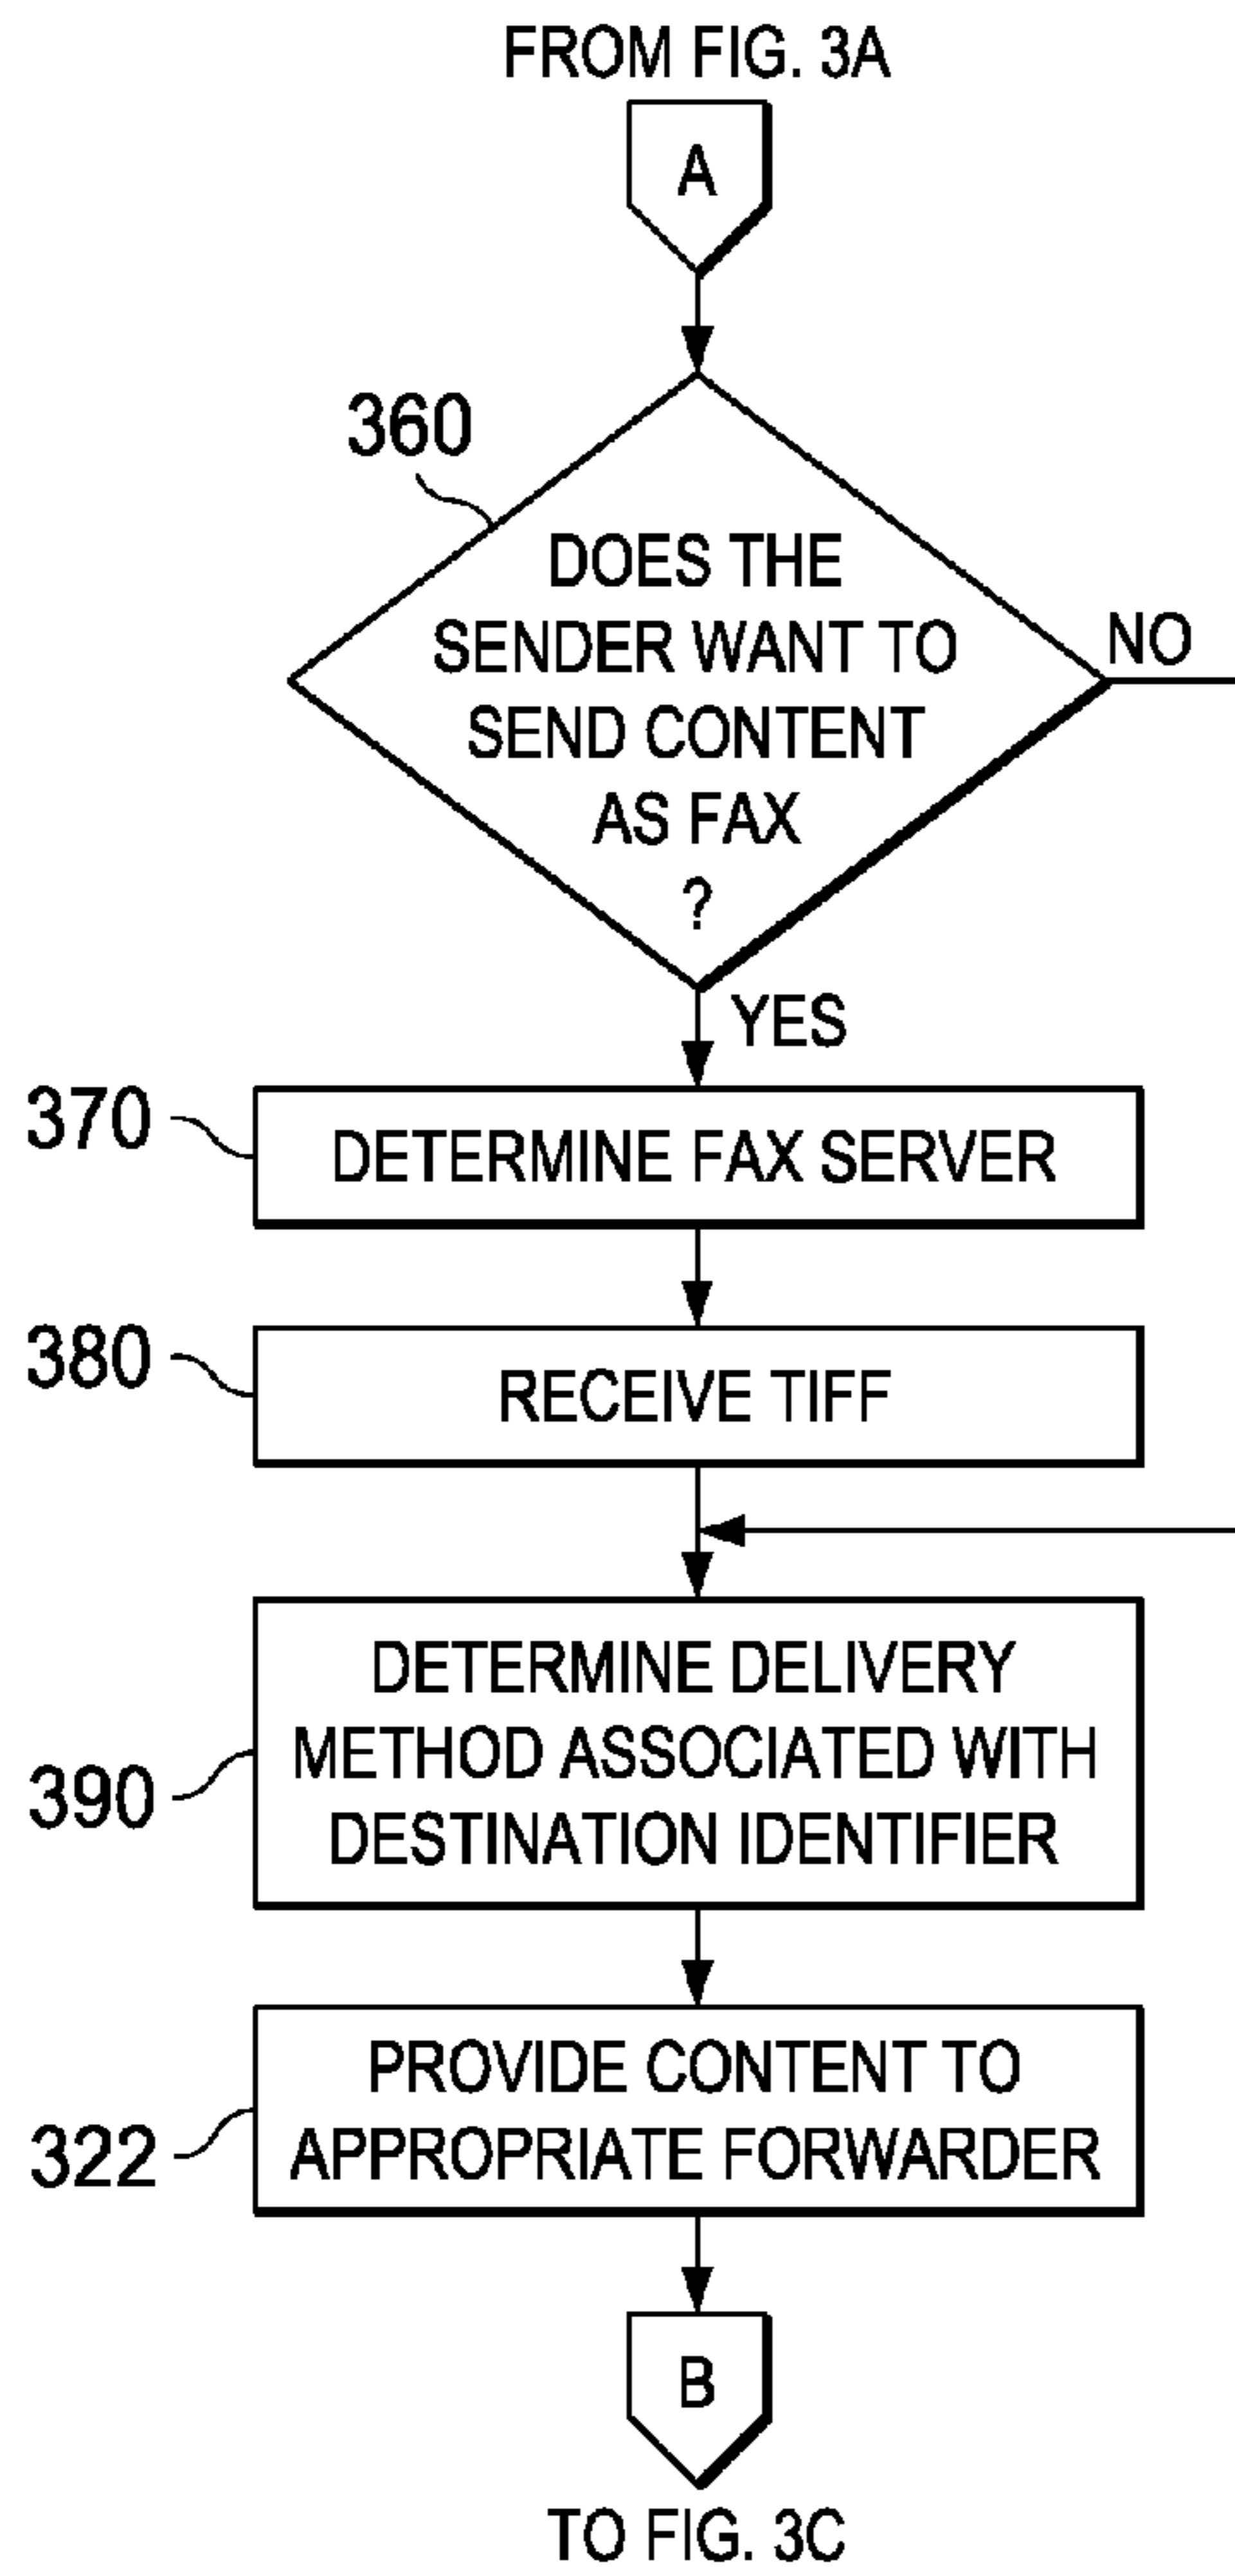 FROM FIG. 3A
A
360
DOES THE
SENDER WANT TO
SEND CONTENT
AS FAX
?
NO
YES
370
DETERMINE FAX SERVER
380
RECEIVE TIFF
390
DETERMINE DELIVERY
METHOD ASSOCIATED WITH
DESTINATION IDENTIFIER
322
PROVIDE CONTENT TO
APPROPRIATE FORWARDER
B
TO FIG. 3C